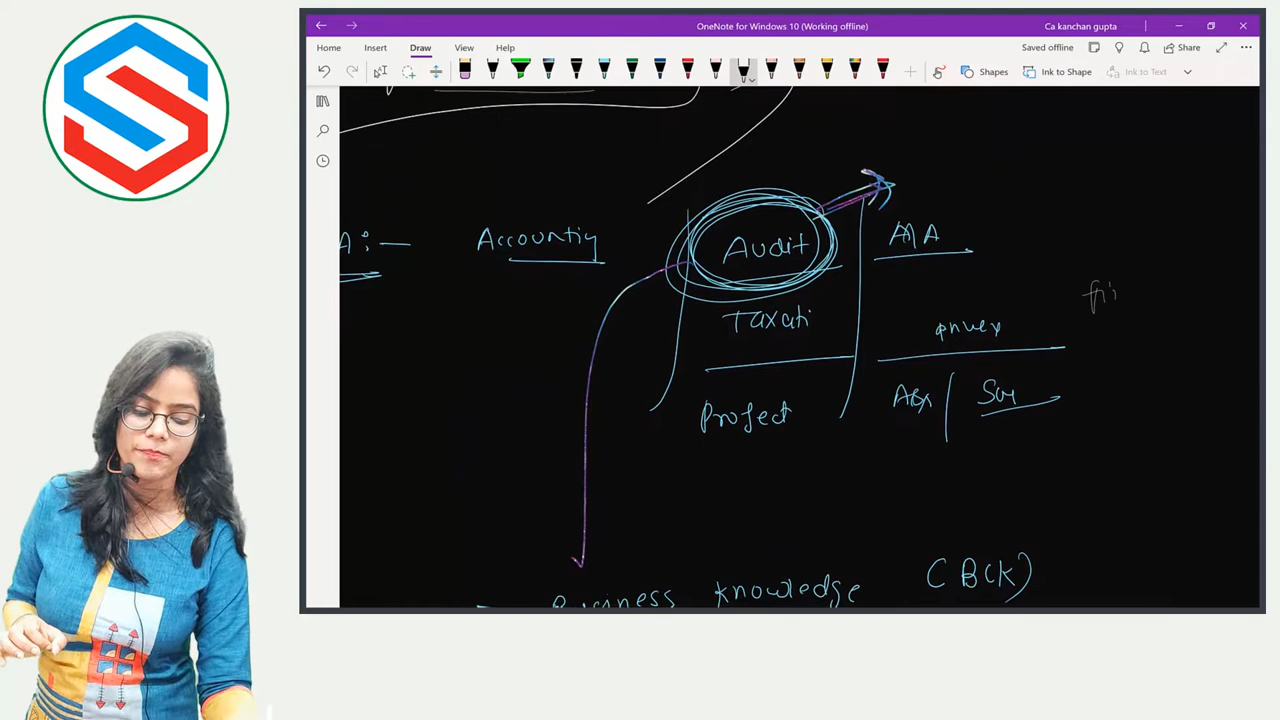 OneNote for Windows 10 (Working offline)
Ca kanchan gupta
Home Insert Draw View Help
Saved offline
Share
Shapes
Ink to Shape
Ink to Text
A:—
Accounting
Audit
AA
Taxati
Project
Business knowledge (BCK)